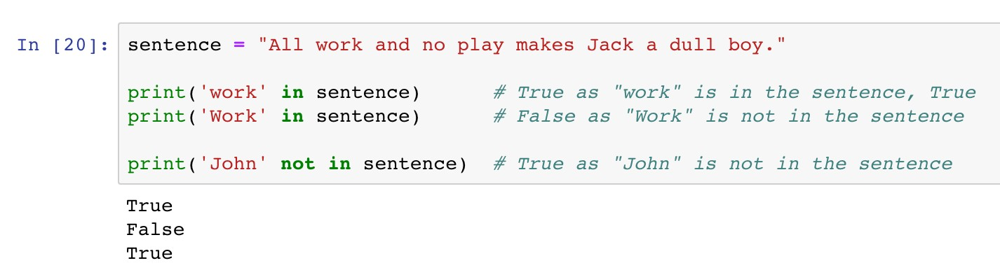 In [20]: sentence = "All work and no play makes Jack a dull boy."
print('work' in sentence)      # True as "work" is in the sentence, True
print('Work' in sentence)      # False as "Work" is not in the sentence
print('John' not in sentence)  # True as "John" is not in the sentence
True
False
True